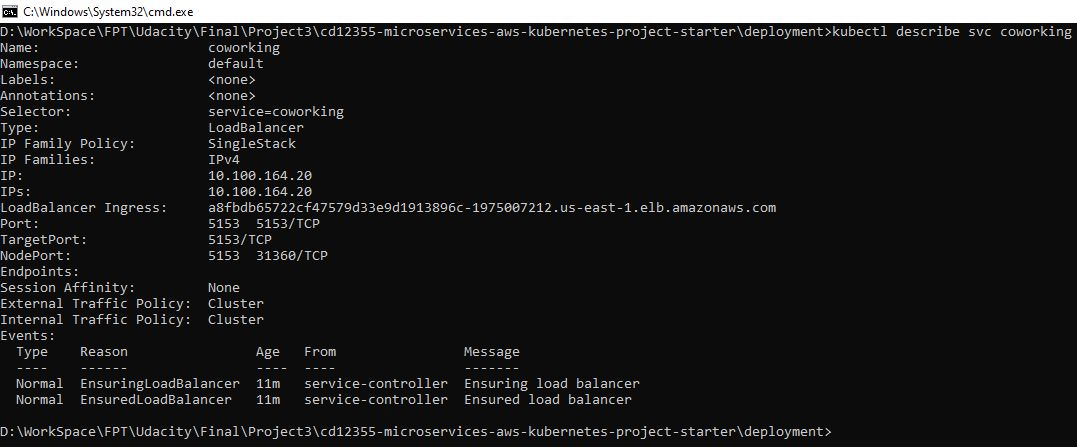 C:\Windows\System32\cmd.exe
D:\WorkSpace\FPT\Udacity\Final\Project3\cd12355-microservices-aws-kubernetes-project-starter\deployment>kubectl describe svc coworking
Name:                     coworking
Namespace:                default
Labels:                   <none>
Annotations:              <none>
Selector:                 service=coworking
Type:                     LoadBalancer
IP Family Policy:         SingleStack
IP Families:              IPv4
IP:                       10.100.164.20
IPs:                      10.100.164.20
LoadBalancer Ingress:     a8fbdb65722cf47579d33e9d1913896c-1975007212.us-east-1.elb.amazonaws.com
Port:                     5153  5153/TCP
TargetPort:               5153/TCP
NodePort:                 5153  31360/TCP
Endpoints:
Session Affinity:         None
External Traffic Policy:  Cluster
Internal Traffic Policy:  Cluster
Events:
  Type    Reason                Age   From                Message
  ----    ------                ----  ----                -------
  Normal  EnsuringLoadBalancer  11m   service-controller  Ensuring load balancer
  Normal  EnsuredLoadBalancer   11m   service-controller  Ensured load balancer
D:\WorkSpace\FPT\Udacity\Final\Project3\cd12355-microservices-aws-kubernetes-project-starter\deployment>